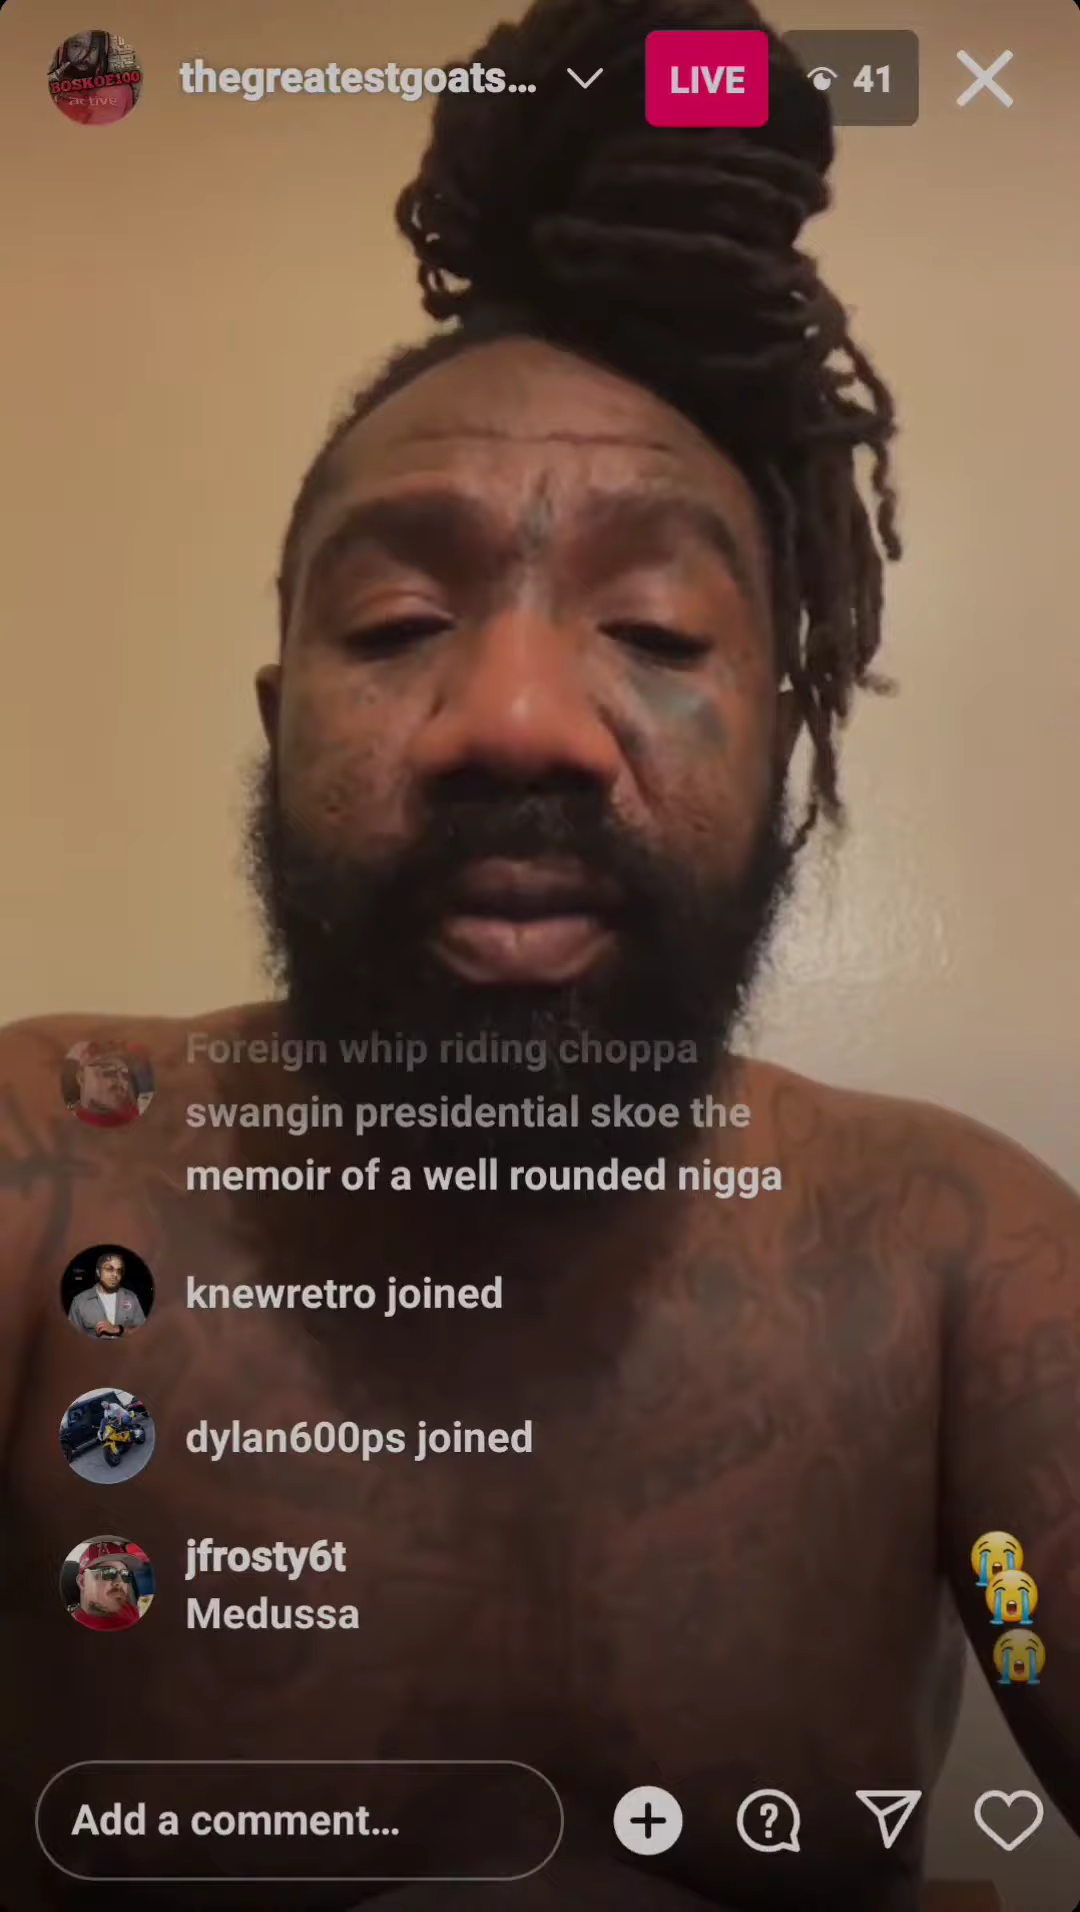 BOSKOE100
active
thegreatestgoats...
LIVE
41
Foreign whip riding choppa
swangin presidential skoe the
memoir of a well rounded nigga
knewretro joined
dylan600ps joined
jfrosty6t
Medussa
Add a comment...